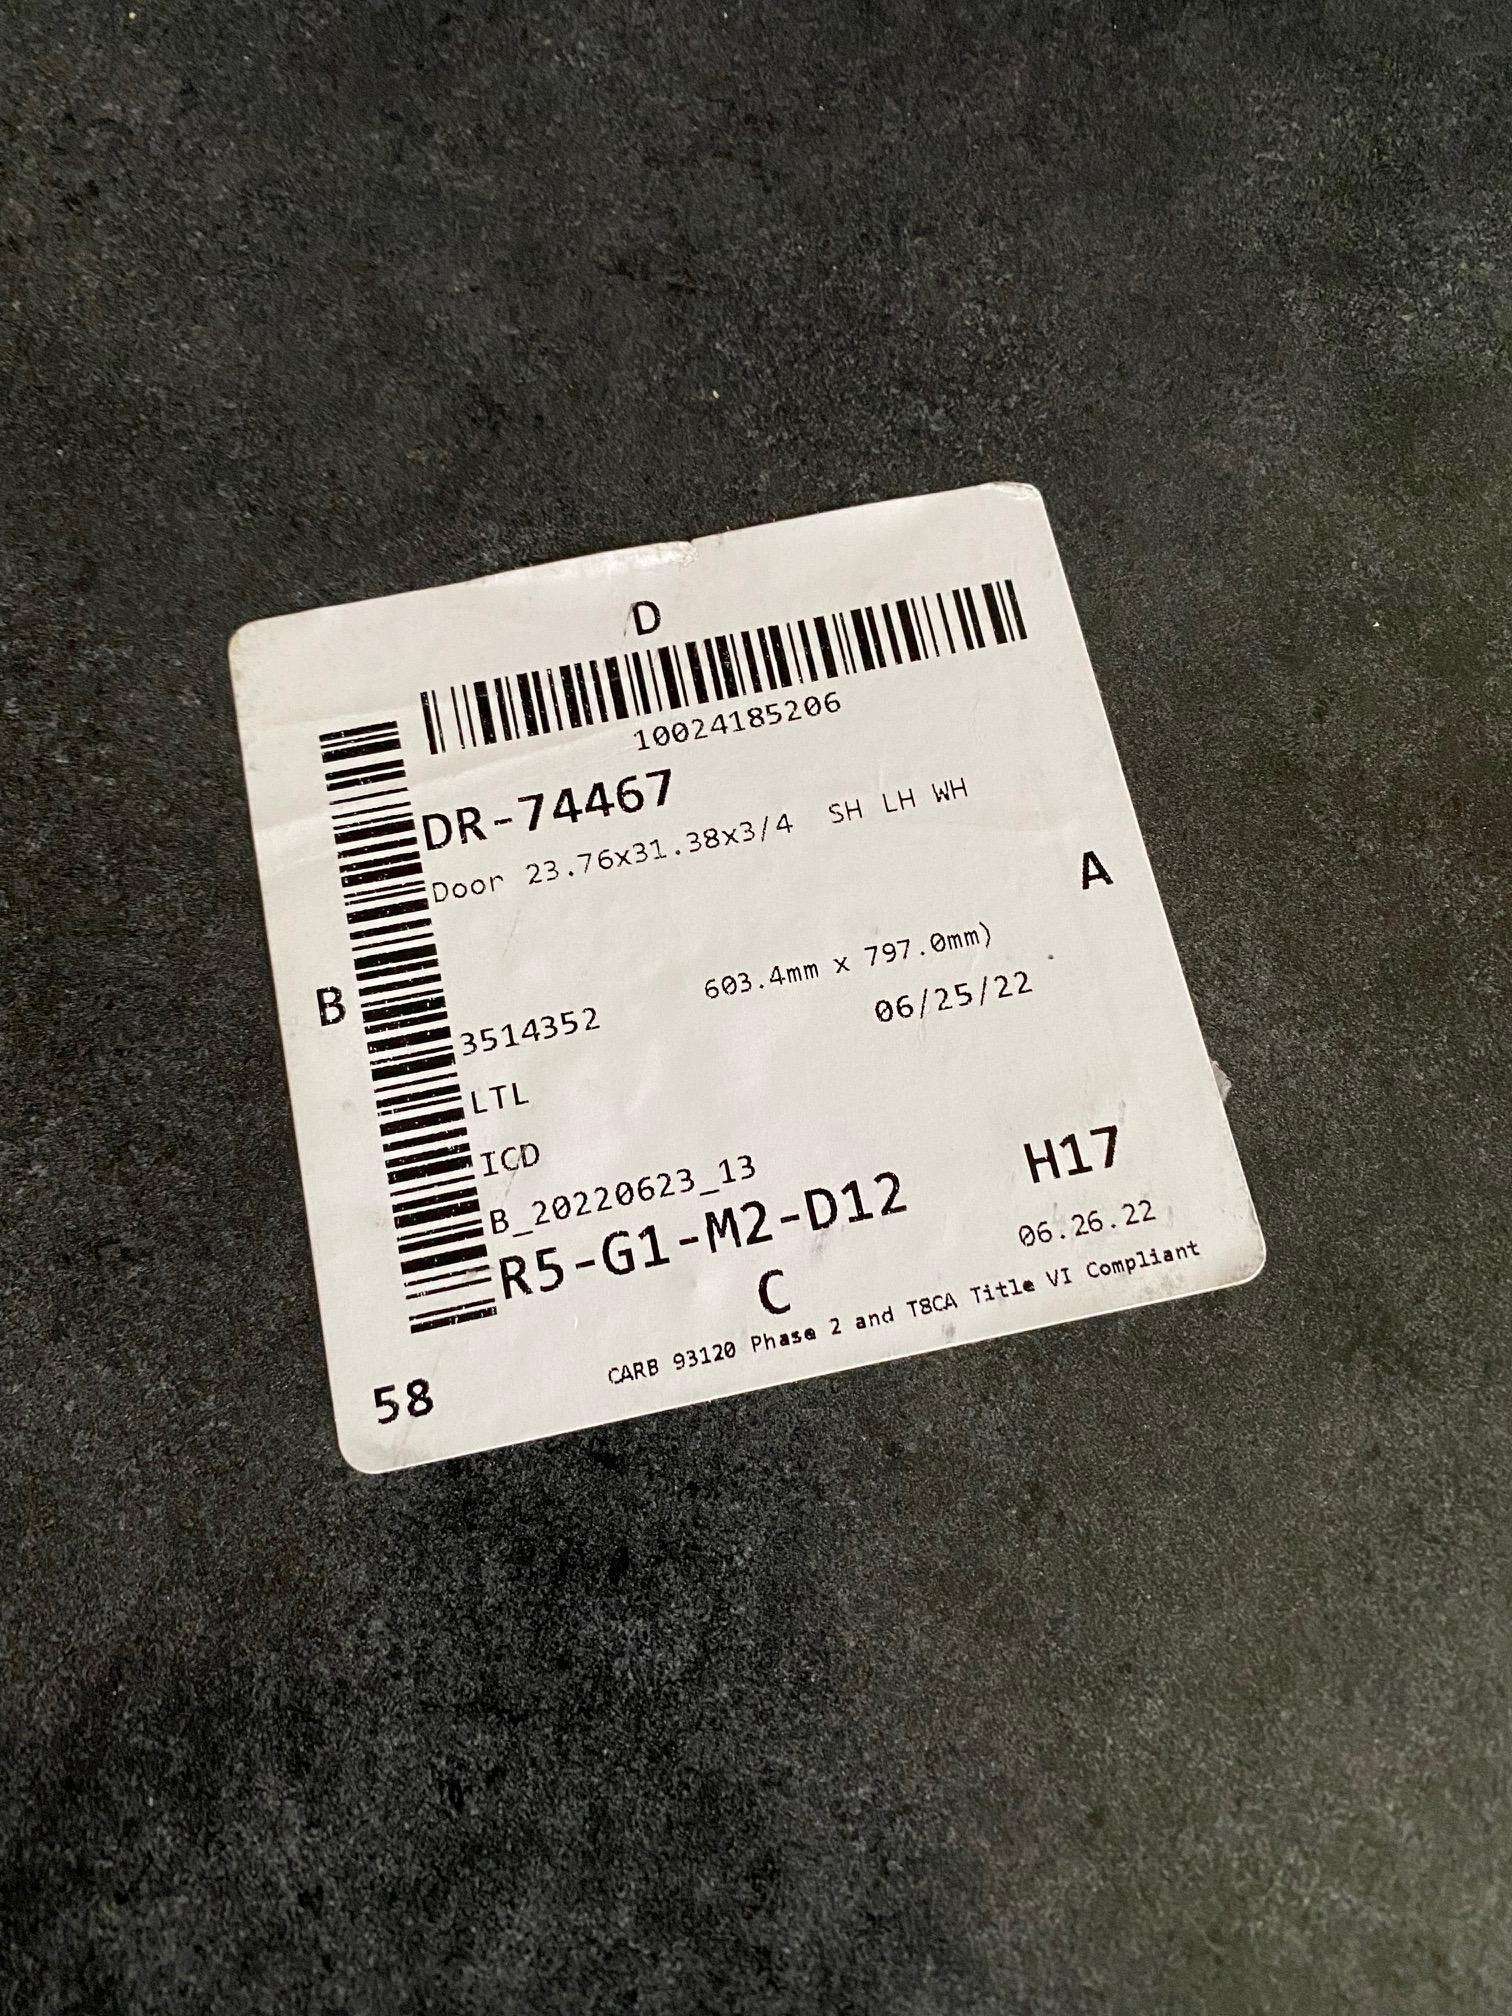 D
10024185206
DR-74467
Door 23.76x31.38x3/4 SH LH WH
A
603.4mm x 797.0mm)
B
3514352
06/25/22
LTL
ICD
B_20220623_13
H17
R5-G1-M2-D12
06.26.22
C
CARB 93120 Phase 2 and T8CA Title VI Compliant
58